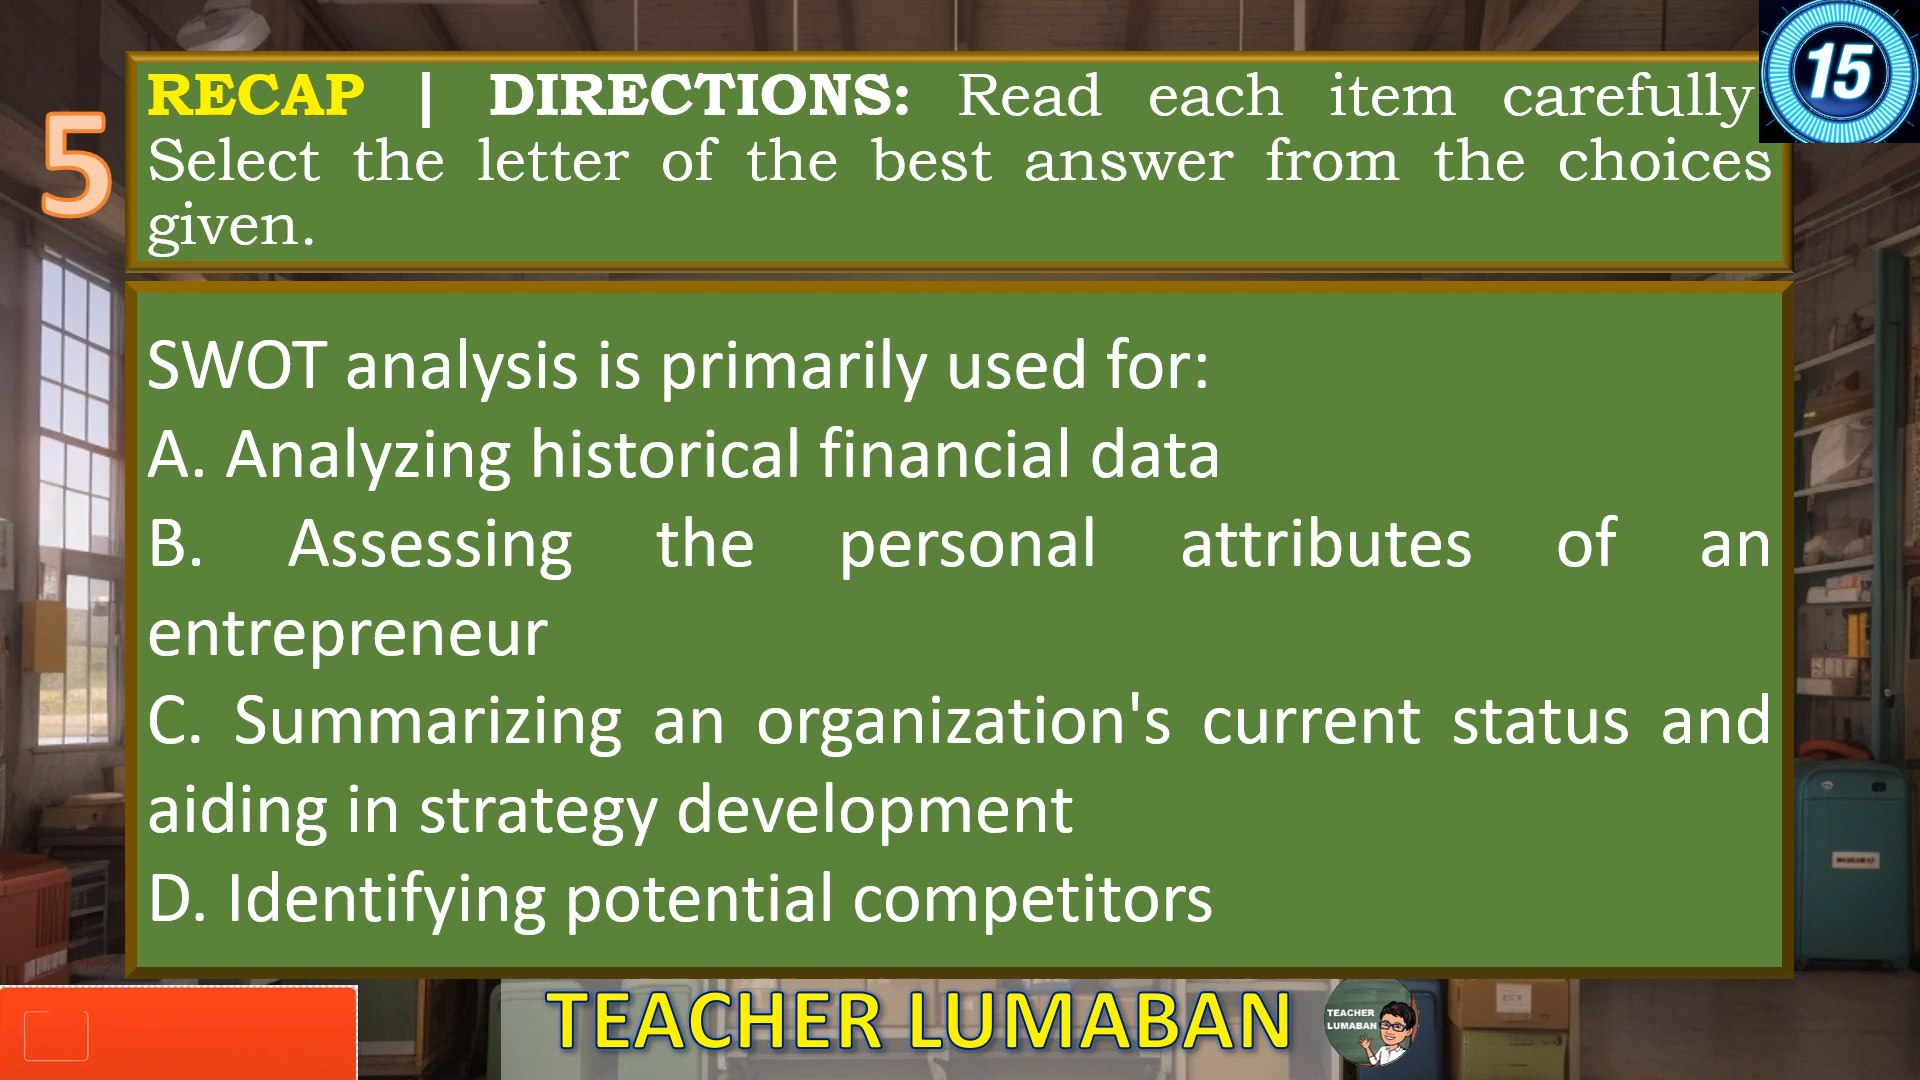 15
5
RECAP | DIRECTIONS: Read each item carefully
Select the letter of the best answer from the choices
given.
SWOT analysis is primarily used for:
A. Analyzing historical financial data
B. Assessing the personal attributes of an
entrepreneur
C. Summarizing an organization's current status and
aiding in strategy development
D. Identifying potential competitors
TEACHER LUMABAN
TEACHER
LUMABAN